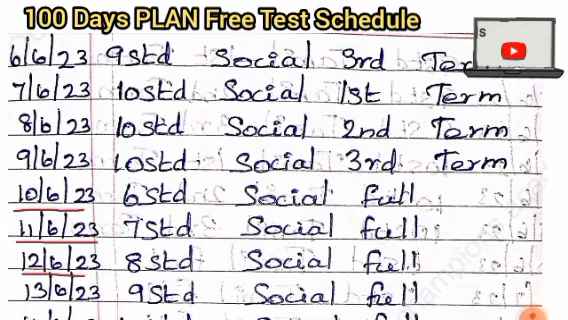 100 Days PLAN Free Test Schedule
S
6/6/23 9std Social 3rd Ter
7/6/23 10std Social 1st Term
8/6/23 10std Social 2nd Term
9/6/23 10std Social 3rd Term
10/6/23 6std Social full
11/6/23 7std Social full
12/6/23 8std Social full
13/6/23 9std Social full